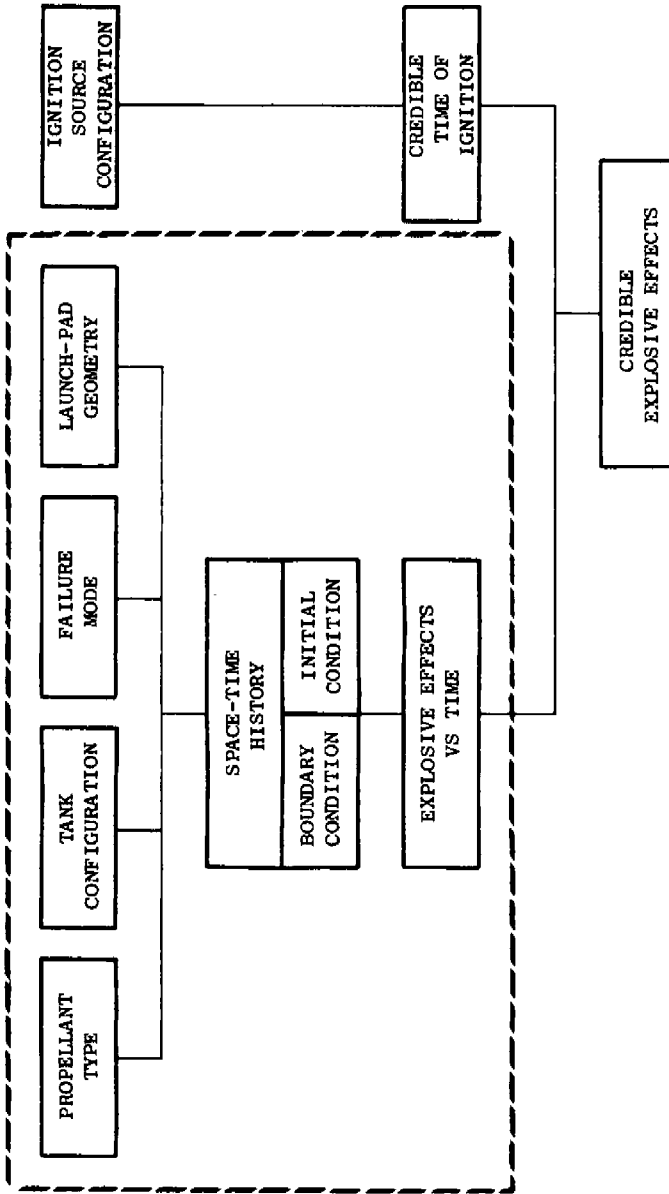 PROPELLANT
TYPE
TANK
CONFIGURATION
FAILURE
MODE
LAUNCH-PAD
GEOMETRY
IGNITION
SOURCE
CONFIGURATION
SPACE-TIME
HISTORY
BOUNDARY
CONDITION
INITIAL
CONDITION
EXPLOSIVE EFFECTS
VS TIME
CREDIBLE
TIME OF
IGNITION
CREDIBLE
EXPLOSIVE EFFECTS